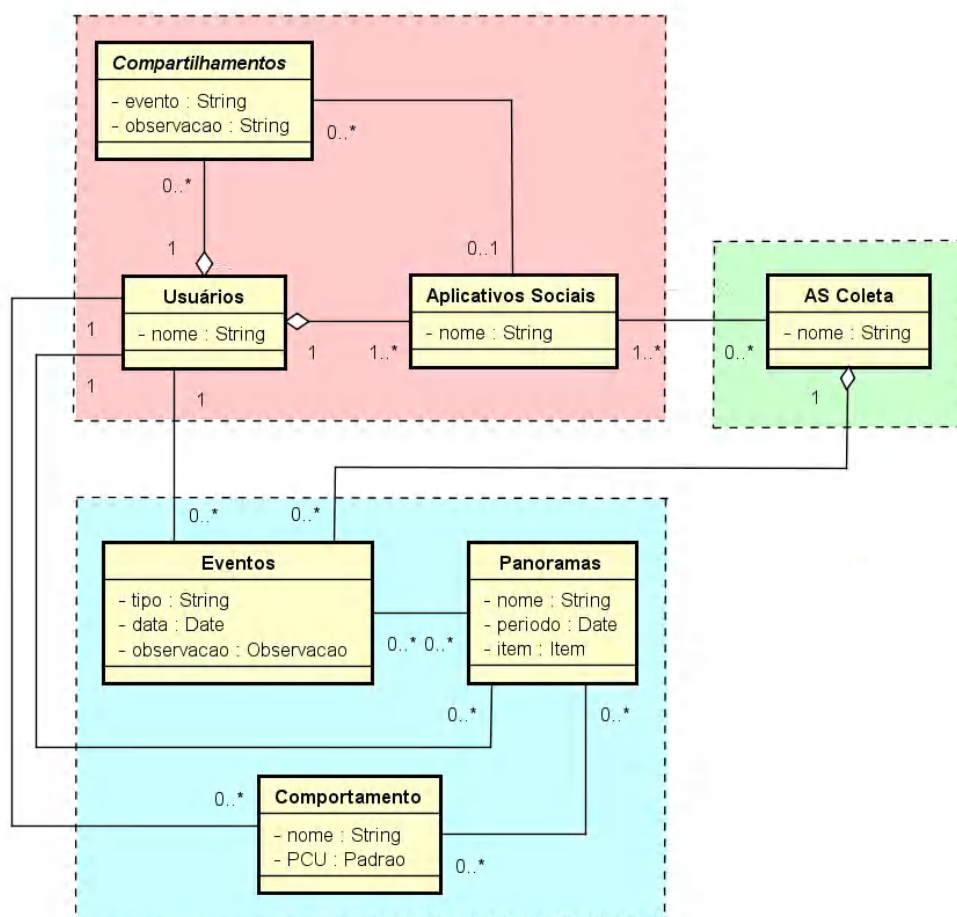 Compartilhamentos
- evento : String
- observacao : String
0..*
0..*
0..1
1
Usuários
- nome : String
Aplicativos Sociais
- nome : String
AS Coleta
- nome : String
1
1
1..*
1..*
0..*
1
1
1
0..*
0..*
Eventos
- tipo : String
- data : Date
- observacao : Observacao
Panoramas
- nome : String
- periodo : Date
- item : Item
0..* 0..*
0..*
0..*
0..*
Comportamento
- nome : String
- PCU : Padrao
0..*